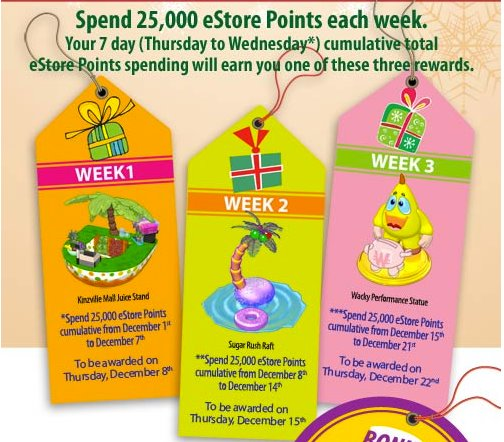 Spend 25,000 eStore Points each week.
Your 7 day (Thursday to Wednesday*) cumulative total
eStore Points spending will earn you one of these three rewards.
WEEK1
Kinzville Mall Juice Stand
*Spend 25,000 eStore Points
cumulative from December 1st
to December 7th
To be awarded on
Thursday, December 8th
WEEK 2
Sugar Rush Raft
**Spend 25,000 eStore Points
cumulative from December 8th
to December 14th
To be awarded on
Thursday, December 15th
WEEK 3
W
Wacky Performance Statue
***Spend 25,000 eStore Points
cumulative from December 15th
to December 21st
To be awarded on
Thursday, December 22nd